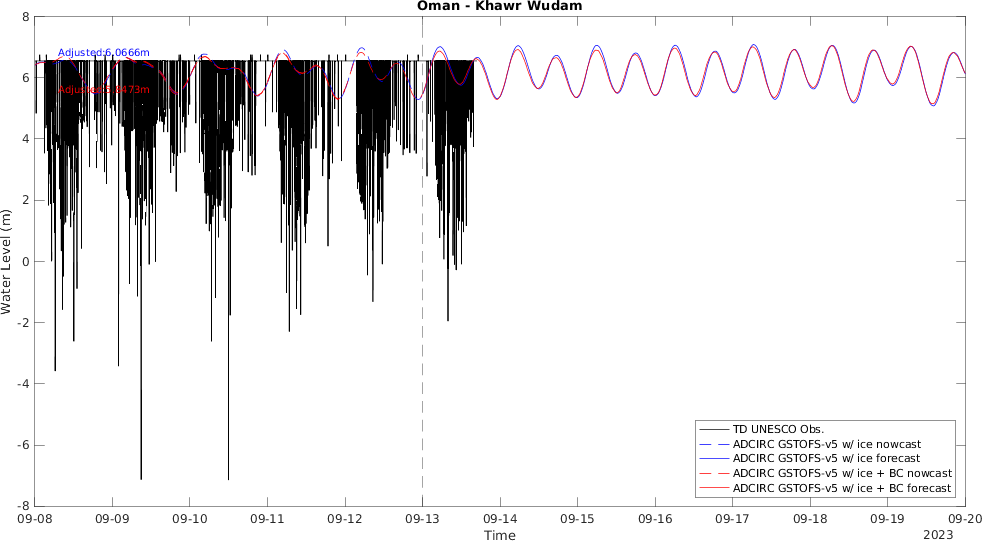 Oman - Khawr Wudam
8
6
4
2
0
-2
-4
-6
-8
Water Level (m)
Adjusted:6.0666m
TD UNESCO Obs.
ADCIRC GSTOFS-v5 w/ ice nowcast
ADCIRC GSTOFS-v5 w/ ice forecast
ADCIRC GSTOFS-v5 w/ ice + BC nowcast
ADCIRC GSTOFS-v5 w/ ice + BC forecast
09-08 09-09 09-10 09-11 09-12 09-13 09-14 09-15 09-16 09-17 09-18 09-19 09-20
Time
2023